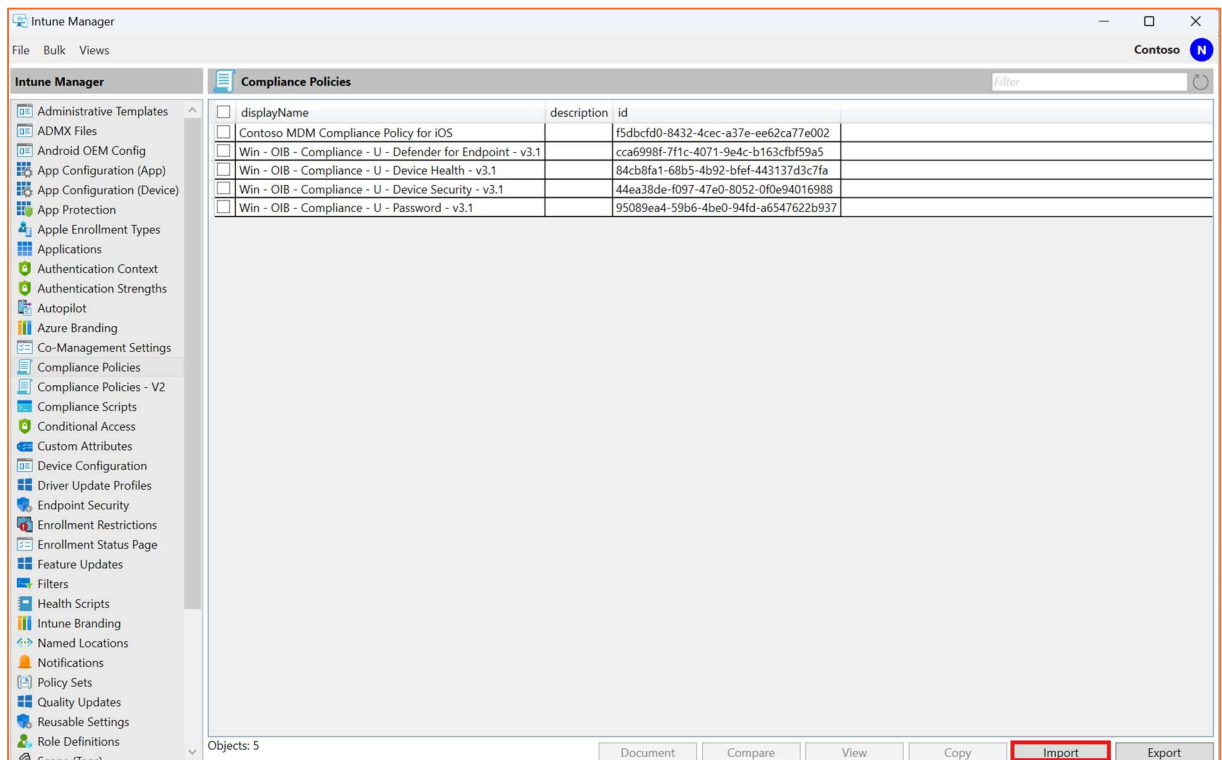 Intune Manager
File Bulk Views
Contoso N
Intune Manager
Compliance Policies
Filter
Administrative Templates
ADMX Files
Android OEM Config
App Configuration (App)
App Configuration (Device)
App Protection
Apple Enrollment Types
Applications
Authentication Context
Authentication Strengths
Autopilot
Azure Branding
Co-Management Settings
Compliance Policies
Compliance Policies - V2
Compliance Scripts
Conditional Access
Custom Attributes
Device Configuration
Driver Update Profiles
Endpoint Security
Enrollment Restrictions
Enrollment Status Page
Feature Updates
Filters
Health Scripts
Intune Branding
Named Locations
Notifications
Policy Sets
Quality Updates
Reusable Settings
Role Definitions
Scope (Tags)
displayName description id
Contoso MDM Compliance Policy for iOS f5dbcfd0-8432-4cec-a37e-ee62ca77e002
Win - OIB - Compliance - U - Defender for Endpoint - v3.1 cca6998f-7f1c-4071-9e4c-b163cfbf59a5
Win - OIB - Compliance - U - Device Health - v3.1 84cb8fa1-68b5-4b92-bfef-443137d3c7fa
Win - OIB - Compliance - U - Device Security - v3.1 44ea38de-f097-47e0-8052-0f0e94016988
Win - OIB - Compliance - U - Password - v3.1 95089ea4-59b6-4be0-94fd-a6547622b937
Objects: 5
Document Compare View Copy Import Export